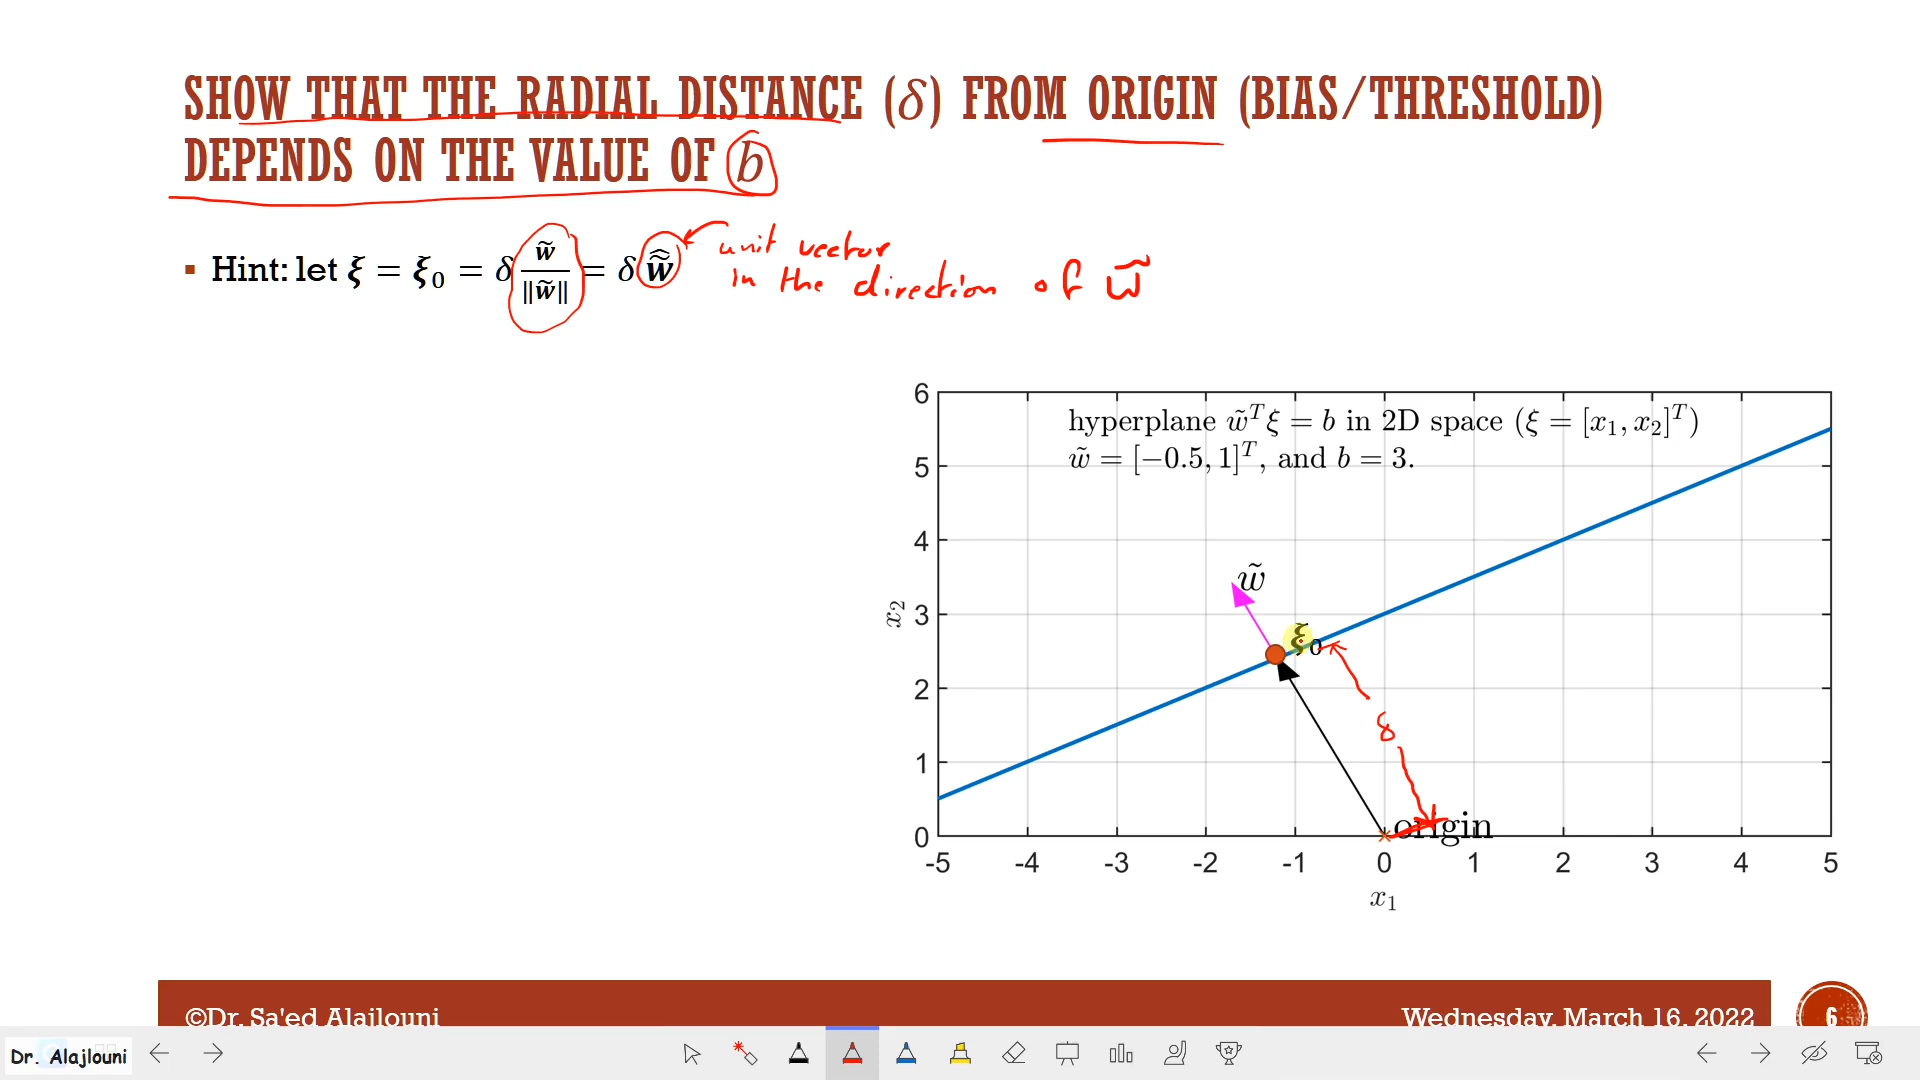 SHOW THAT THE RADIAL DISTANCE (δ) FROM ORIGIN (BIAS/THRESHOLD)
DEPENDS ON THE VALUE OF b
▪ Hint: let ξ = ξ₀ = δ w̃/‖w̃‖ = δ ŵ̃
unit vector
in the direction of w̃
hyperplane w̃ᵀξ = b in 2D space (ξ = [x₁, x₂]ᵀ)
w̃ = [−0.5, 1]ᵀ, and b = 3.
6
5
4
3
2
1
0
x₂
w̃
ξ₀
δ
origin
-5 -4 -3 -2 -1 0 1 2 3 4 5
x₁
©Dr. Sa'ed Alajlouni
Wednesday, March 16, 2022
6
Dr. Alajlouni